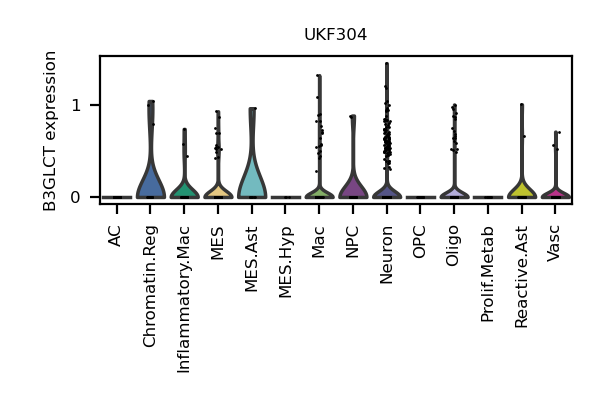 UKF304
B3GLCT expression
1
0
AC
Chromatin.Reg
Inflammatory.Mac
MES
MES.Ast
MES.Hyp
Mac
NPC
Neuron
OPC
Oligo
Prolif.Metab
Reactive.Ast
Vasc